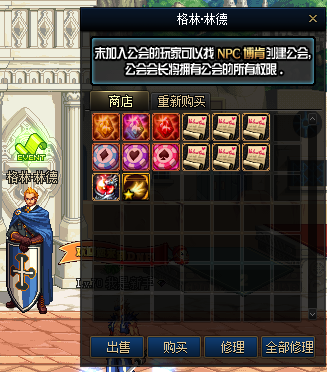 格林·林德
未加入公会的玩家可以找 NPC 博肯创建公会,
公会会长将拥有公会的所有权限.
商店
重新购买
EVENT
格林·林德
出售
购买
修理
全部修理